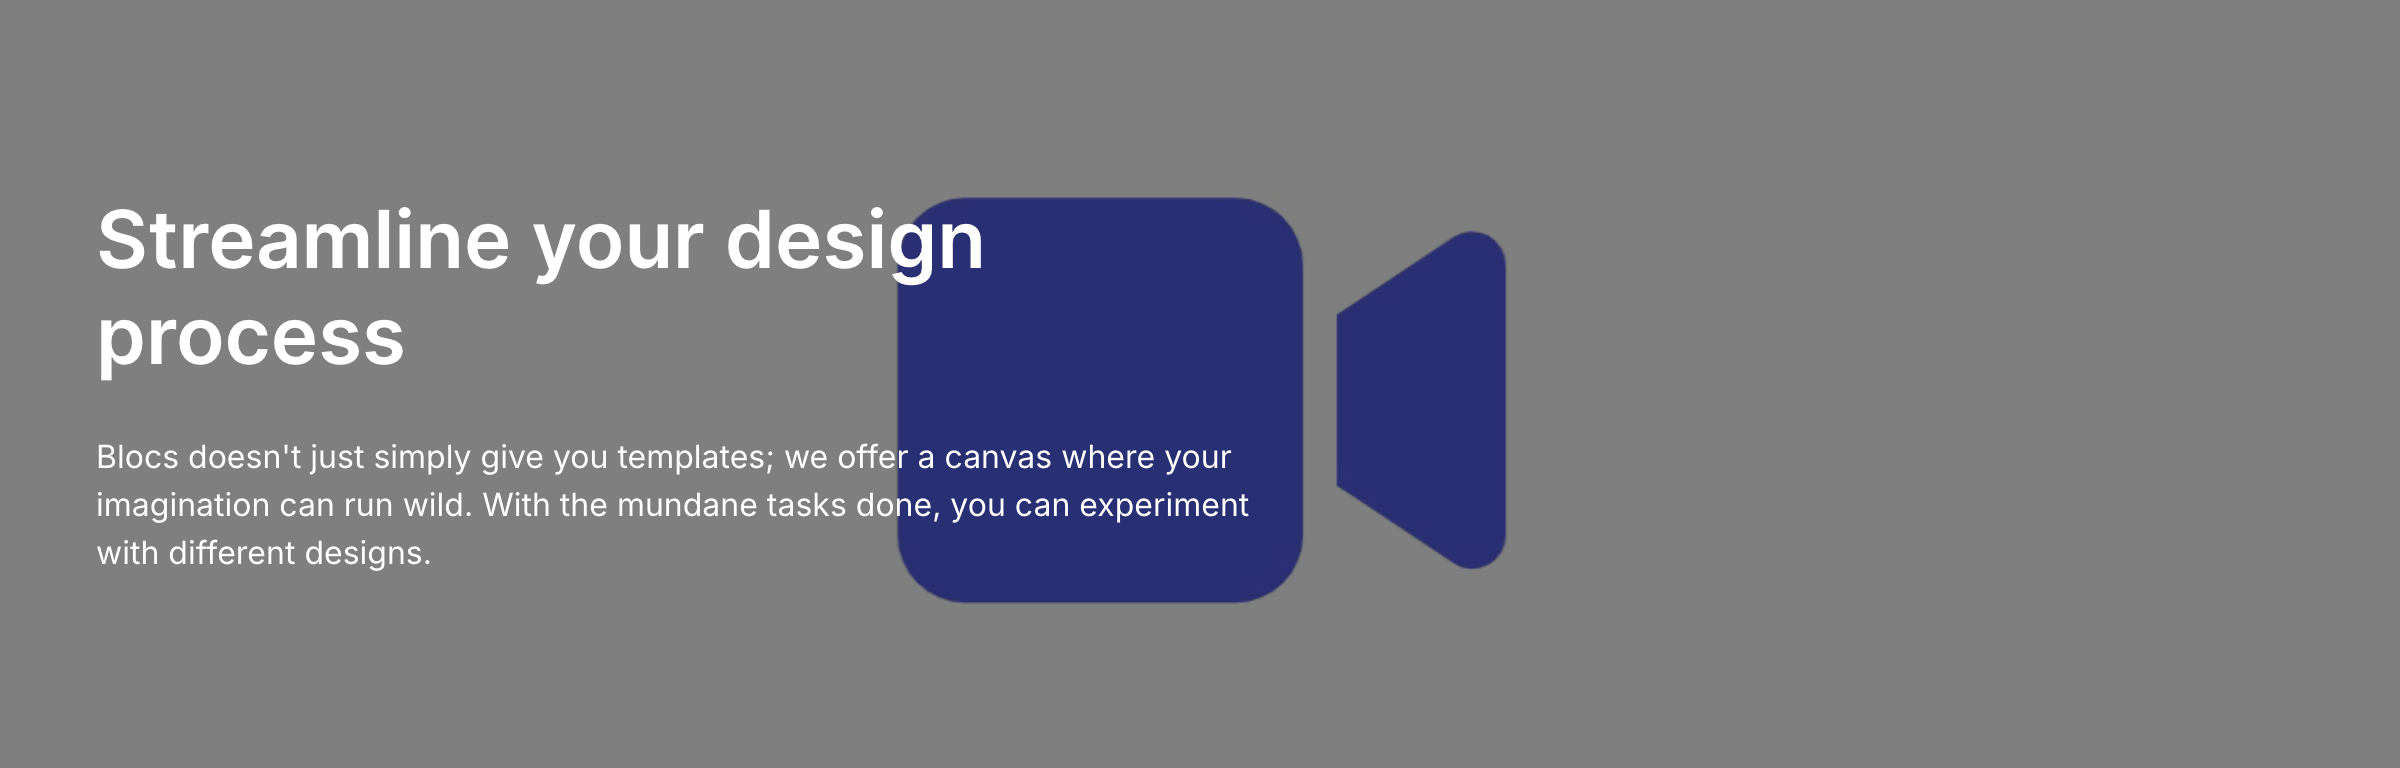 Streamline your design
process
Blocs doesn't just simply give you templates; we offer a canvas where your
imagination can run wild. With the mundane tasks done, you can experiment
with different designs.